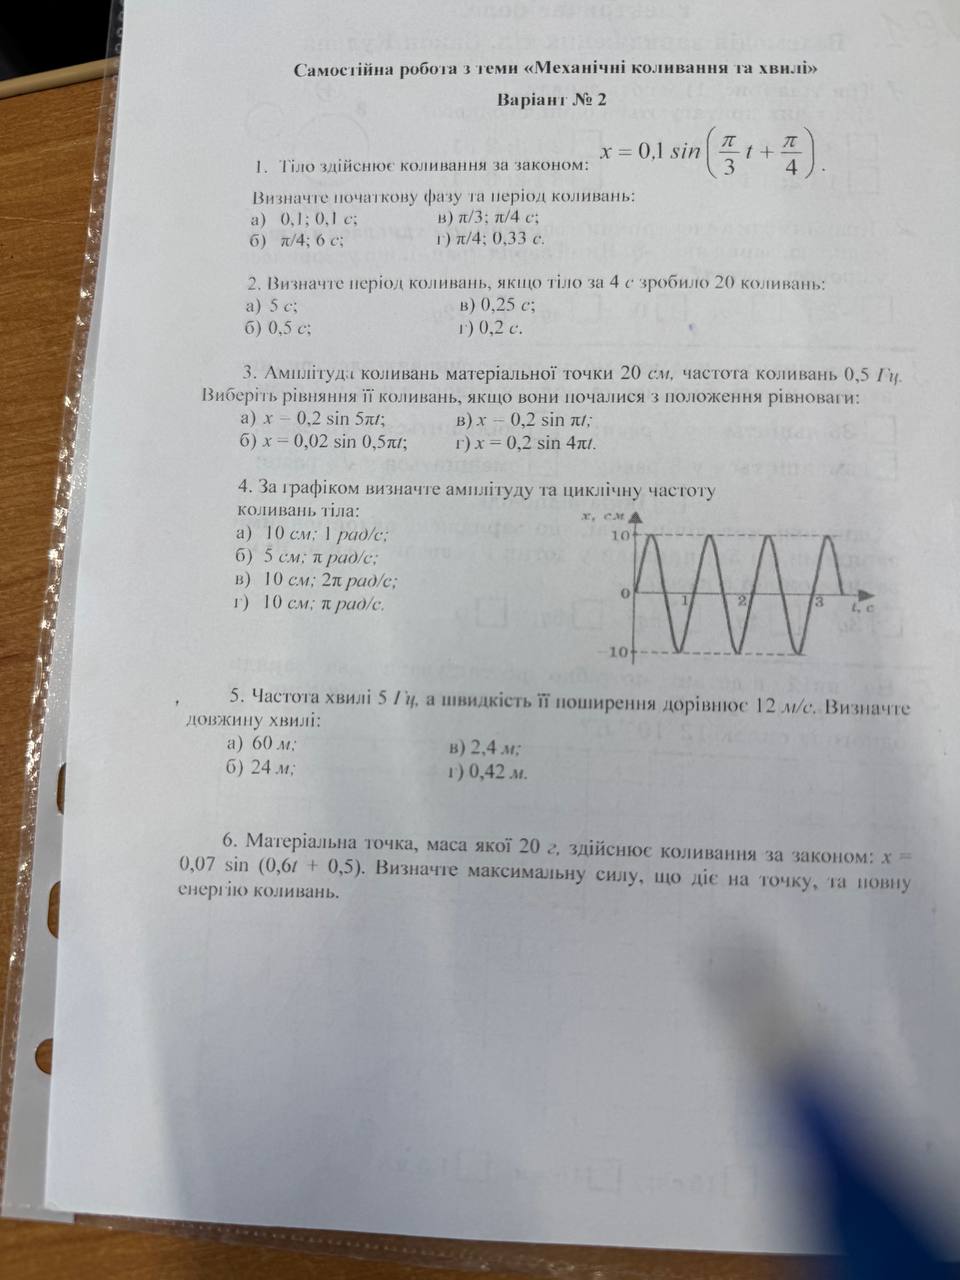 Самостійна робота з теми «Механічні коливання та хвилі»
Варіант № 2
1. Тіло здійснює коливання за законом: x = 0,1 sin(π/3 t + π/4).
Визначте початкову фазу та період коливань:
а) 0,1; 0,1 с; в) π/3; π/4 с;
б) π/4; 6 с; г) π/4; 0,33 с.
2. Визначте період коливань, якщо тіло за 4 с зробило 20 коливань:
а) 5 с; в) 0,25 с;
б) 0,5 с; г) 0,2 с.
3. Амплітуда коливань матеріальної точки 20 см, частота коливань 0,5 Гц.
Виберіть рівняння її коливань, якщо вони почалися з положення рівноваги:
а) x = 0,2 sin 5πt; в) x = 0,2 sin πt;
б) x = 0,02 sin 0,5πt; г) x = 0,2 sin 4πt.
4. За графіком визначте амплітуду та циклічну частоту
коливань тіла:
а) 10 см; 1 рад/с;
б) 5 см; π рад/с;
в) 10 см; 2π рад/с;
г) 10 см; π рад/с.
x, см
10
0
1 2 3
t, с
-10
5. Частота хвилі 5 Гц, а швидкість її поширення дорівнює 12 м/с. Визначте
довжину хвилі:
а) 60 м; в) 2,4 м;
б) 24 м; г) 0,42 м.
6. Матеріальна точка, маса якої 20 г, здійснює коливання за законом: x =
0,07 sin (0,6t + 0,5). Визначте максимальну силу, що діє на точку, та повну
енергію коливань.